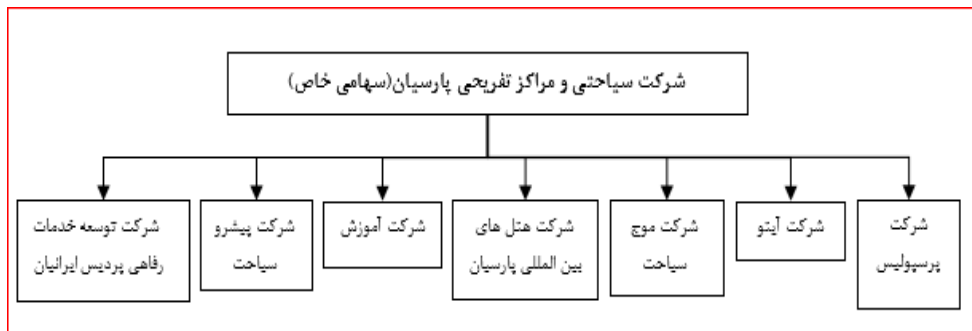 شرکت سیاحتی و مراکز تفریحی پارسیان(سهامی خاص)
شرکت
پرسپولیس
شرکت آیتو
شرکت موج
سیاحت
شرکت هتل های
بین المللی پارسیان
شرکت آموزش
شرکت پیشرو
سیاحت
شرکت توسعه خدمات
رفاهی پردیس ایرانیان